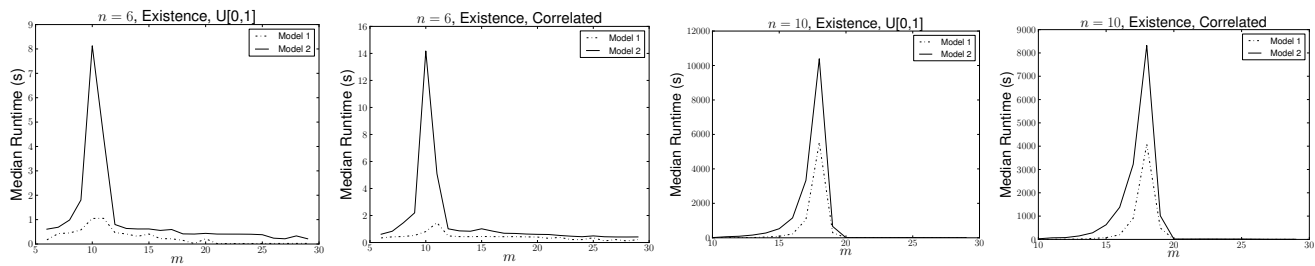 n = 6, Existence, U[0,1]
Median Runtime (s)
9
8
7
6
5
4
3
2
1
0
5 10 15 20 25 30
m
Model 1
Model 2
n = 6, Existence, Correlated
Median Runtime (s)
16
14
12
10
8
6
4
2
0
5 10 15 20 25 30
m
Model 1
Model 2
n = 10, Existence, U[0,1]
Median Runtime (s)
12000
10000
8000
6000
4000
2000
0
10 15 20 25 30
m
Model 1
Model 2
n = 10, Existence, Correlated
Median Runtime (s)
9000
8000
7000
6000
5000
4000
3000
2000
1000
0
10 15 20 25 30
m
Model 1
Model 2